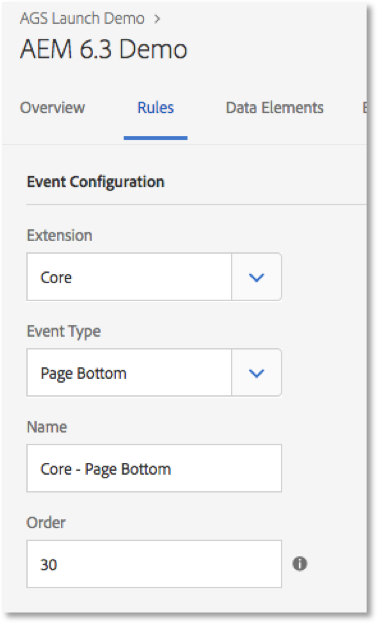 AGS Launch Demo >
AEM 6.3 Demo
Overview Rules Data Elements
Event Configuration
Extension
Core
Event Type
Page Bottom
Name
Core - Page Bottom
Order
30